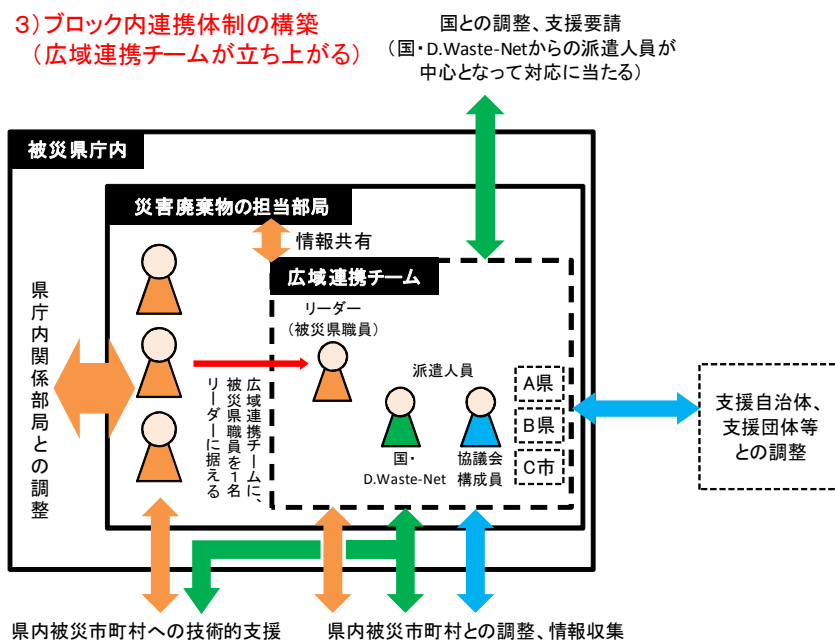 3)ブロック内連携体制の構築
(広域連携チームが立ち上がる)
国との調整、支援要請
(国・D.Waste-Netからの派遣人員が
中心となって対応に当たる)
被災県庁内
災害廃棄物の担当部局
情報共有
広域連携チーム
リーダー
(被災県職員)
県庁内関係部局との調整
広域連携チームに、
被災県職員を1名
リーダーに据える
派遣人員
国・
D.Waste-Net
協議会
構成員
A県
B県
C市
支援自治体、
支援団体等
との調整
県内被災市町村への技術的支援
県内被災市町村との調整、情報収集